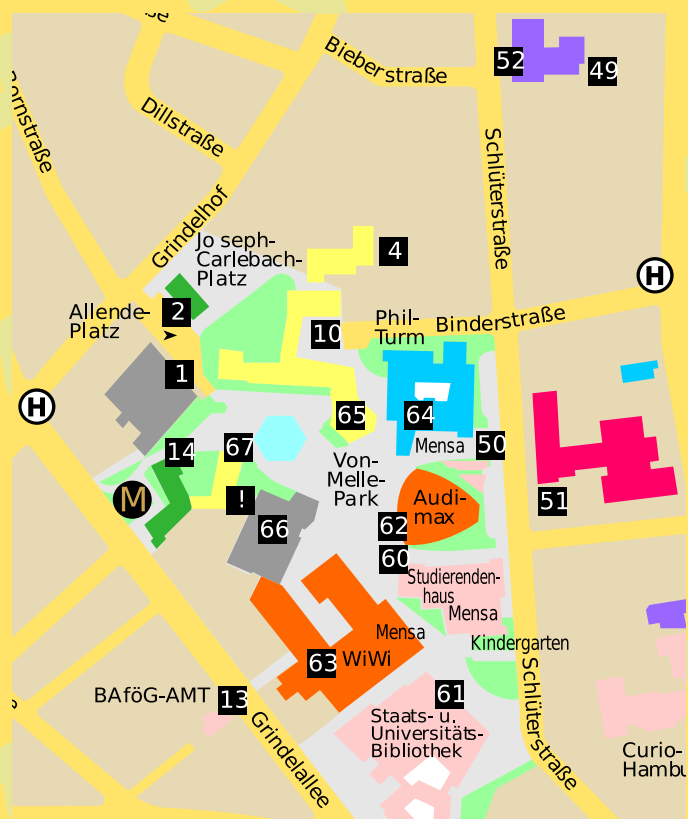 Bieberstraße
52
49
Dillstraße
Schlüterstraße
Grindelhof
Jo seph-
Carlebach-
Platz
4
H
2
Allende-
Platz
10
Phil-
Turm
Binderstraße
1
H
65
64
14
67
Mensa
50
Von-
Melle-
Park
M
!
Audi-
max
51
66
62
60
Studierenden-
haus
Mensa
Mensa
Kindergarten
63
WiWi
BAföG-AMT
13
61
Schlüterstraße
Staats- u.
Universitäts-
Bibliothek
Grindelallee
Curio-